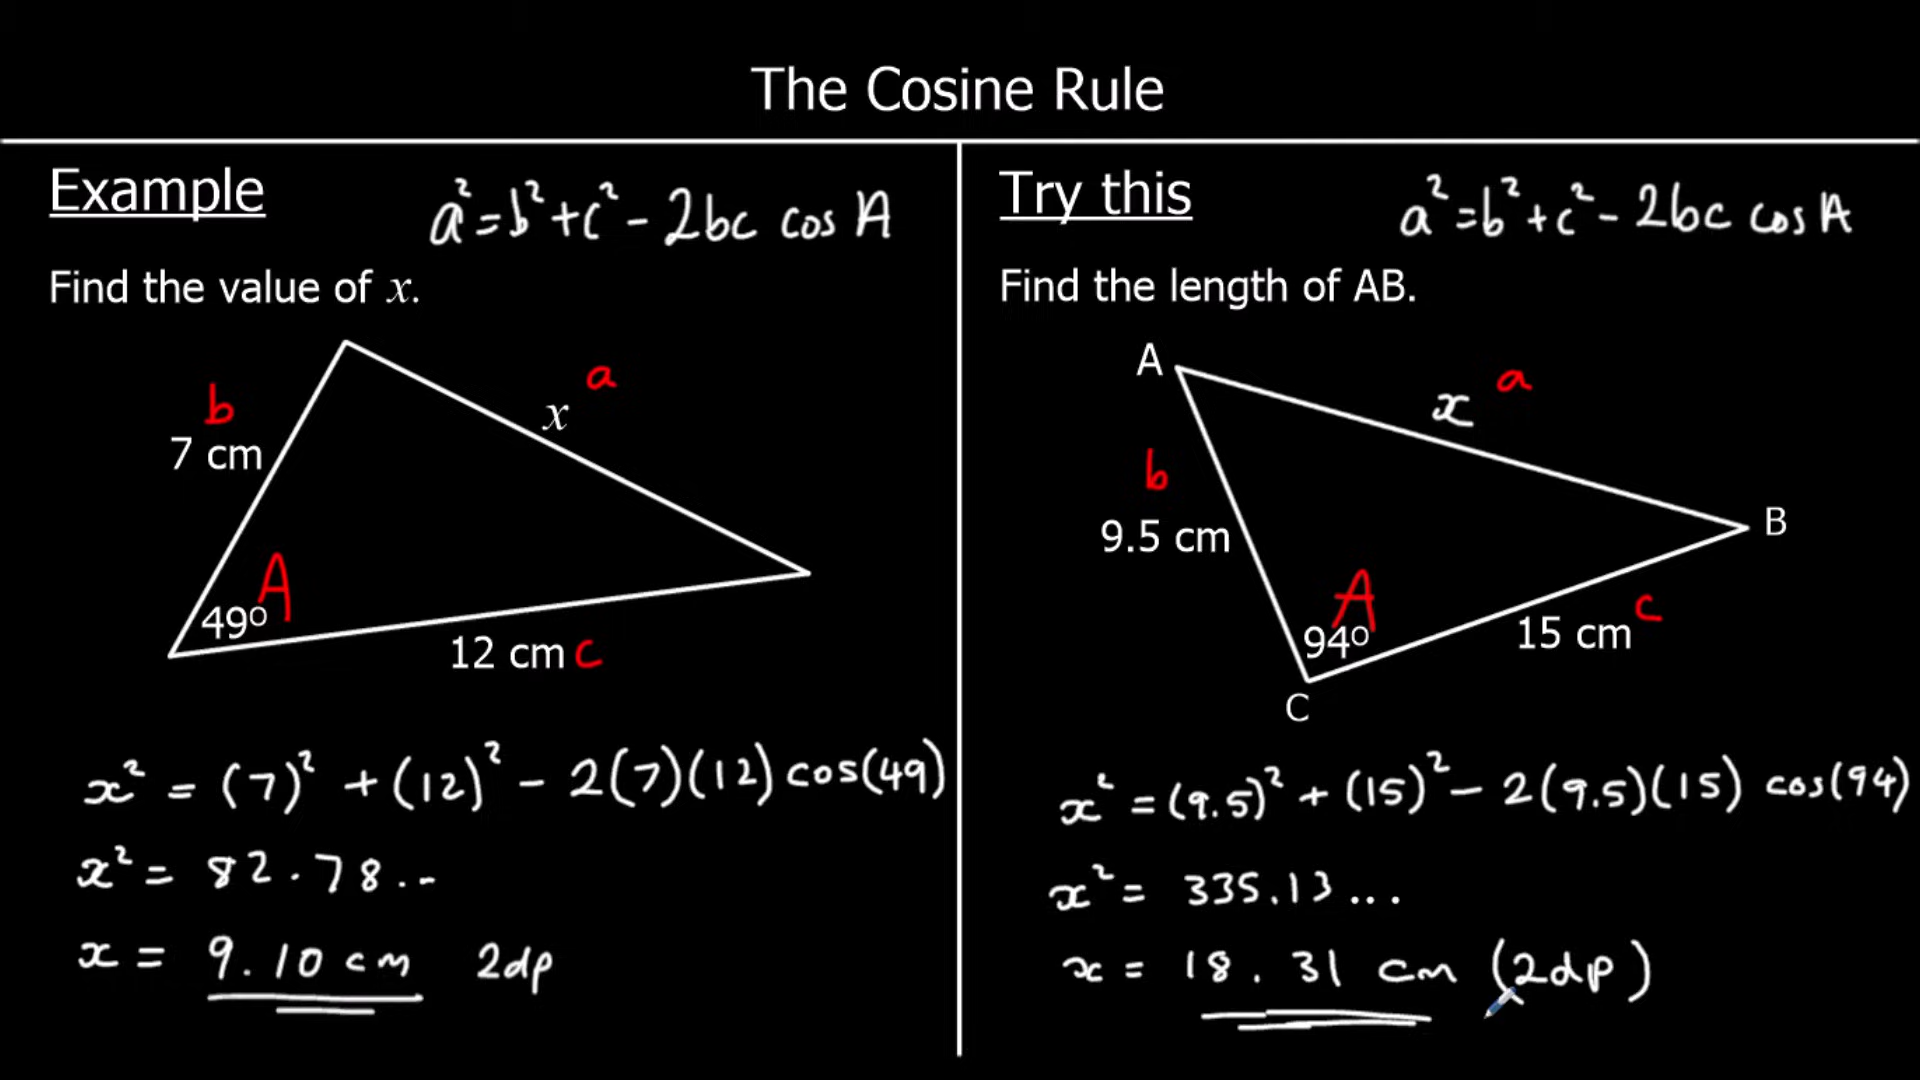 The Cosine Rule
Example
a² = b² + c² - 2bc cos A
Find the value of x.
b
a
x
7 cm
A
49º
12 cm c
x² = (7)² + (12)² - 2(7)(12) cos(49)
x² = 82.78..
x = 9.10 cm 2dp
Try this
a² = b² + c² - 2bc cos A
Find the length of AB.
A
a
x
b
9.5 cm
B
A
94º
c
15 cm
C
x² = (9.5)² + (15)² - 2(9.5)(15) cos(94)
x² = 335.13...
x = 18.31 cm (2dp)